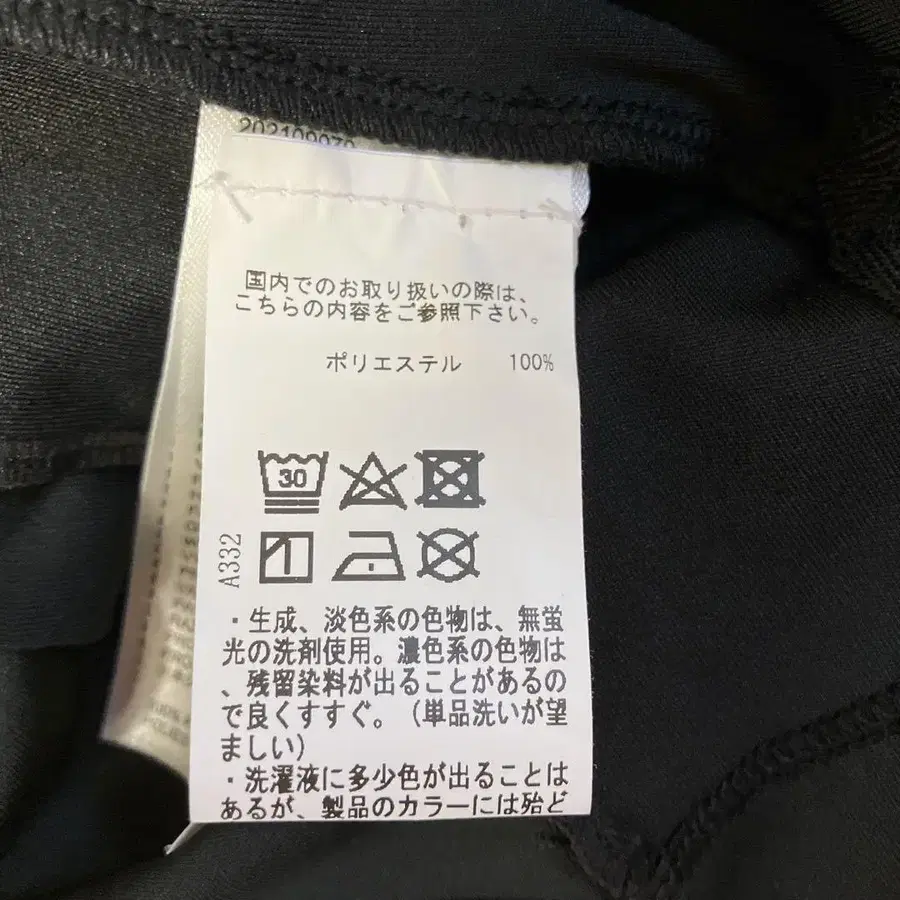 国内でのお取り扱いの際は、
こちらの内容をご参照下さい。
ポリエステル 100%
30
A332
・生成、淡色系の色物は、無蛍
光の洗剤使用。濃色系の色物は
、残留染料が出ることがあるの
で良くすすぐ。（単品洗いが望
ましい）
・洗濯液に多少色が出ることは
あるが、製品のカラーには殆ど